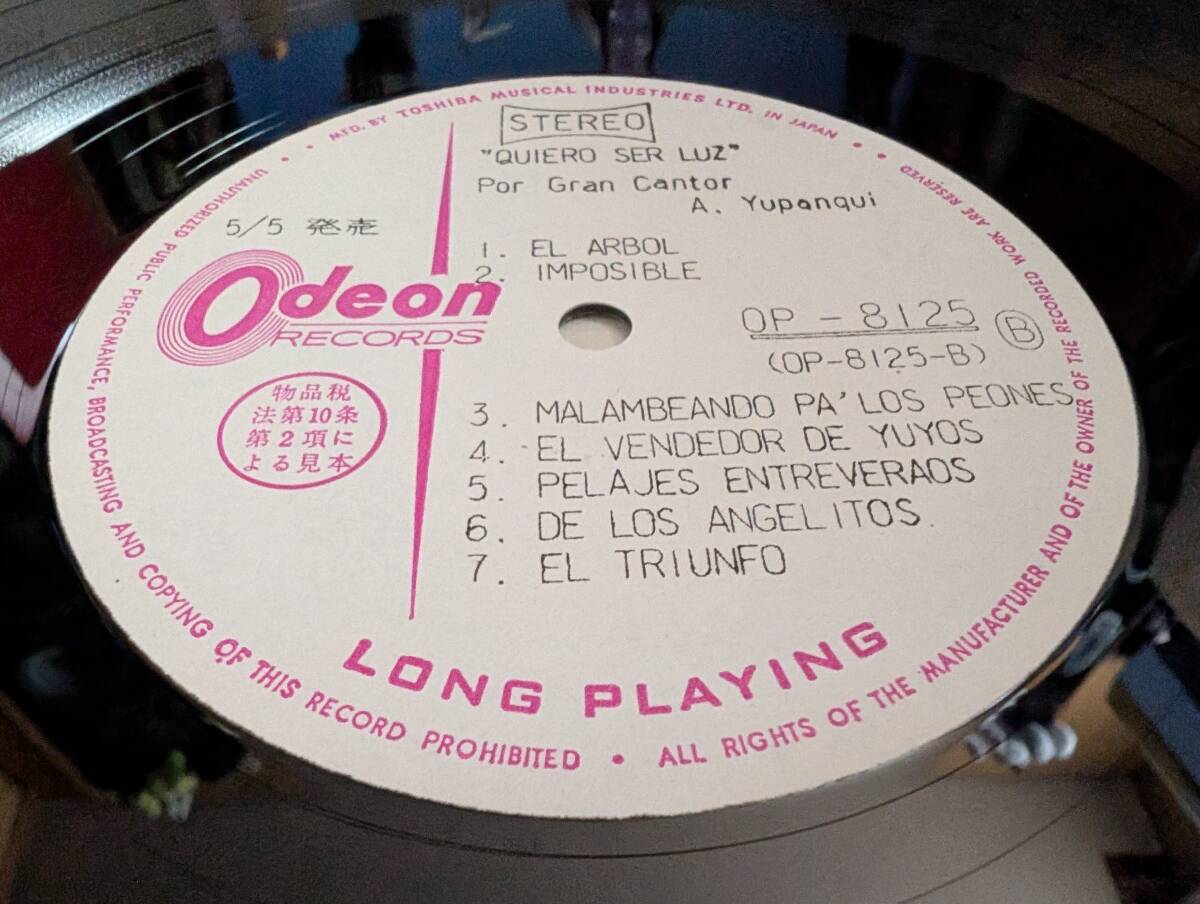 MFD. BY TOSHIBA MUSICAL INDUSTRIES LTD. IN JAPAN
STEREO
"QUIERO SER LUZ"
Por Gran Cantor
A. Yupanqui
5/5 発売
1. EL ARBOL
2. IMPOSIBLE
Odeon
RECORDS
OP-8125 B
(OP-8125-B)
物品税
法第10条
第2項に
よる見本
3. MALAMBEANDO PA' LOS PEONES
4. EL VENDEDOR DE YUYOS
5. PELAJES ENTREVERAOS
6. DE LOS ANGELITOS.
7. EL TRIUNFO
LONG PLAYING
UNAUTHORIZED PUBLIC PERFORMANCE, BROADCASTING AND COPYING OF THIS RECORD PROHIBITED • ALL RIGHTS OF THE MANUFACTURER AND OF THE OWNER OF THE RECORDED WORK ARE RESERVED